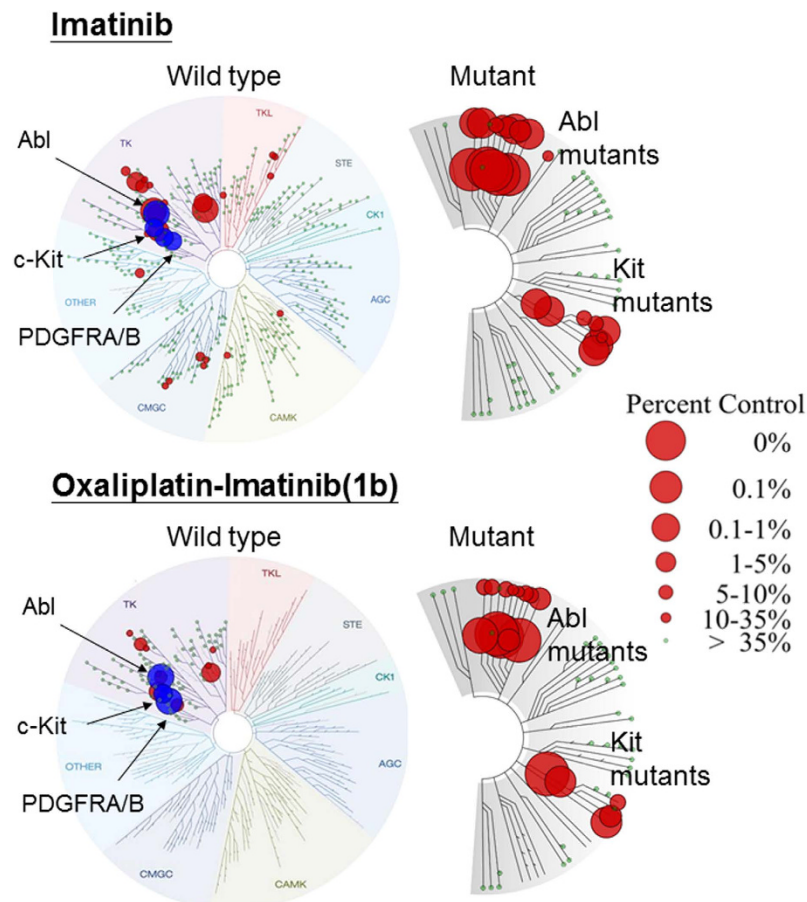 Imatinib
Wild type
Mutant
TK
TKL
STE
CK1
AGC
CAMK
CMGC
OTHER
Abl
c-Kit
PDGFRA/B
Abl
mutants
Kit
mutants
Percent Control
0%
0.1%
0.1-1%
1-5%
5-10%
10-35%
> 35%
Oxaliplatin-Imatinib(1b)
Wild type
Mutant
TK
TKL
STE
CK1
AGC
CAMK
CMGC
OTHER
Abl
c-Kit
PDGFRA/B
Abl
mutants
Kit
mutants